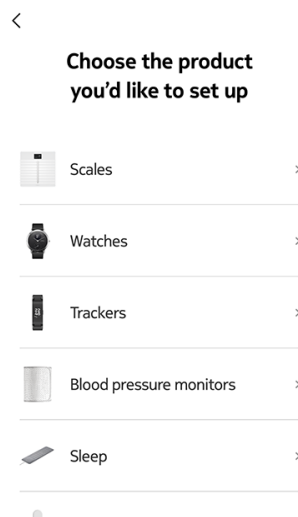 Choose the product
you'd like to set up
Scales
Watches
Trackers
Blood pressure monitors
Sleep